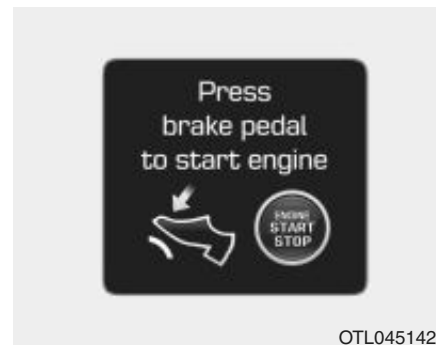 Press
brake pedal
to start engine
ENGINE
START
STOP
OTL045142